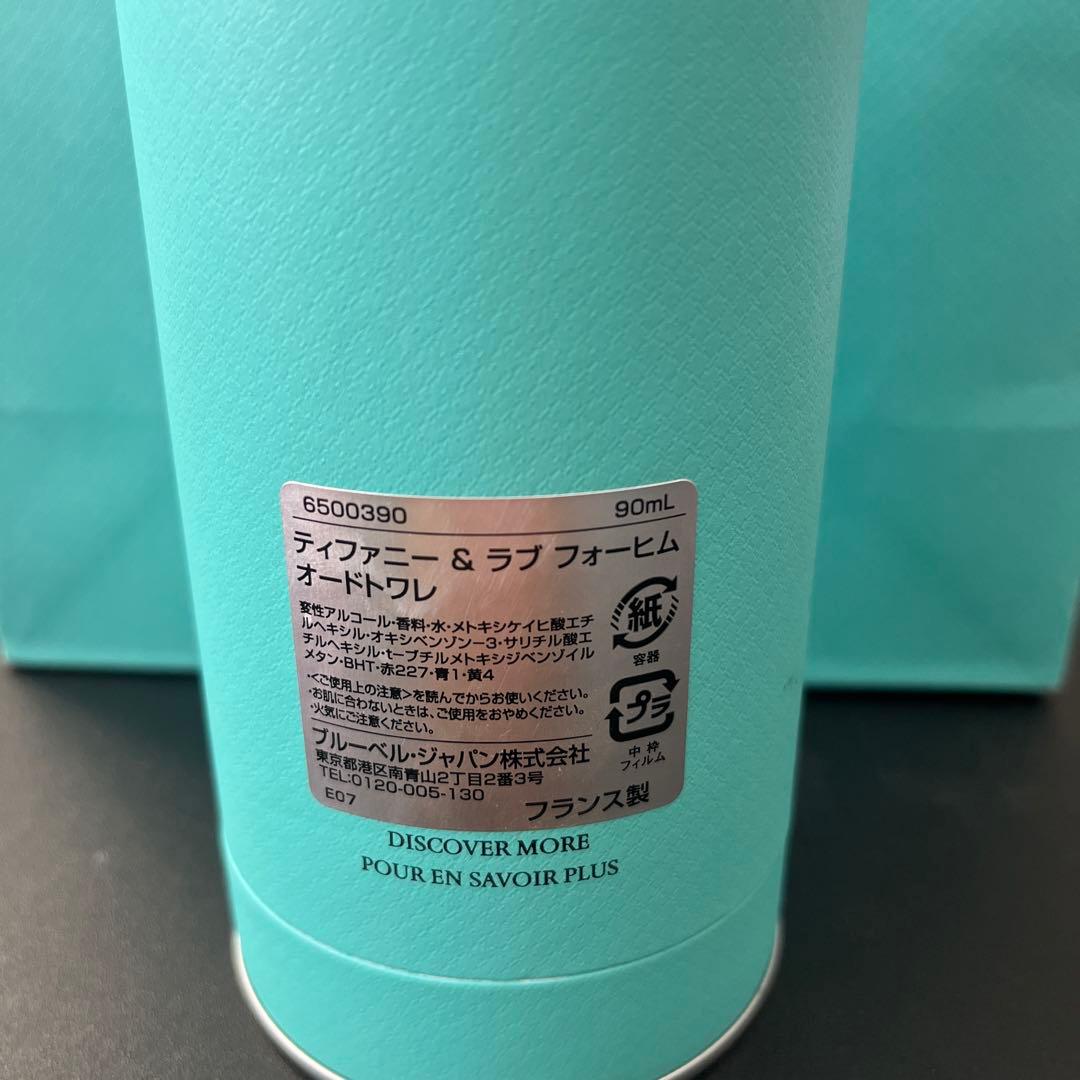 6500390 90mL
ティファニー & ラブ フォーヒム
オードトワレ
変性アルコール・香料・水・メトキシケイヒ酸エチ
ルヘキシル・オキシベンゾン－3・サリチル酸エ
チルヘキシル・t－ブチルメトキシジベンゾイル
メタン・BHT・赤227・青1・黄4
・<ご使用上の注意>を読んでからお使いください。
・お肌に合わないときは、ご使用をおやめください。
・火気にご注意ください。
紙
容器
プラ
中枠
フィルム
ブルーベル・ジャパン株式会社
東京都港区南青山2丁目2番3号
TEL:0120-005-130
E07 フランス製
DISCOVER MORE
POUR EN SAVOIR PLUS